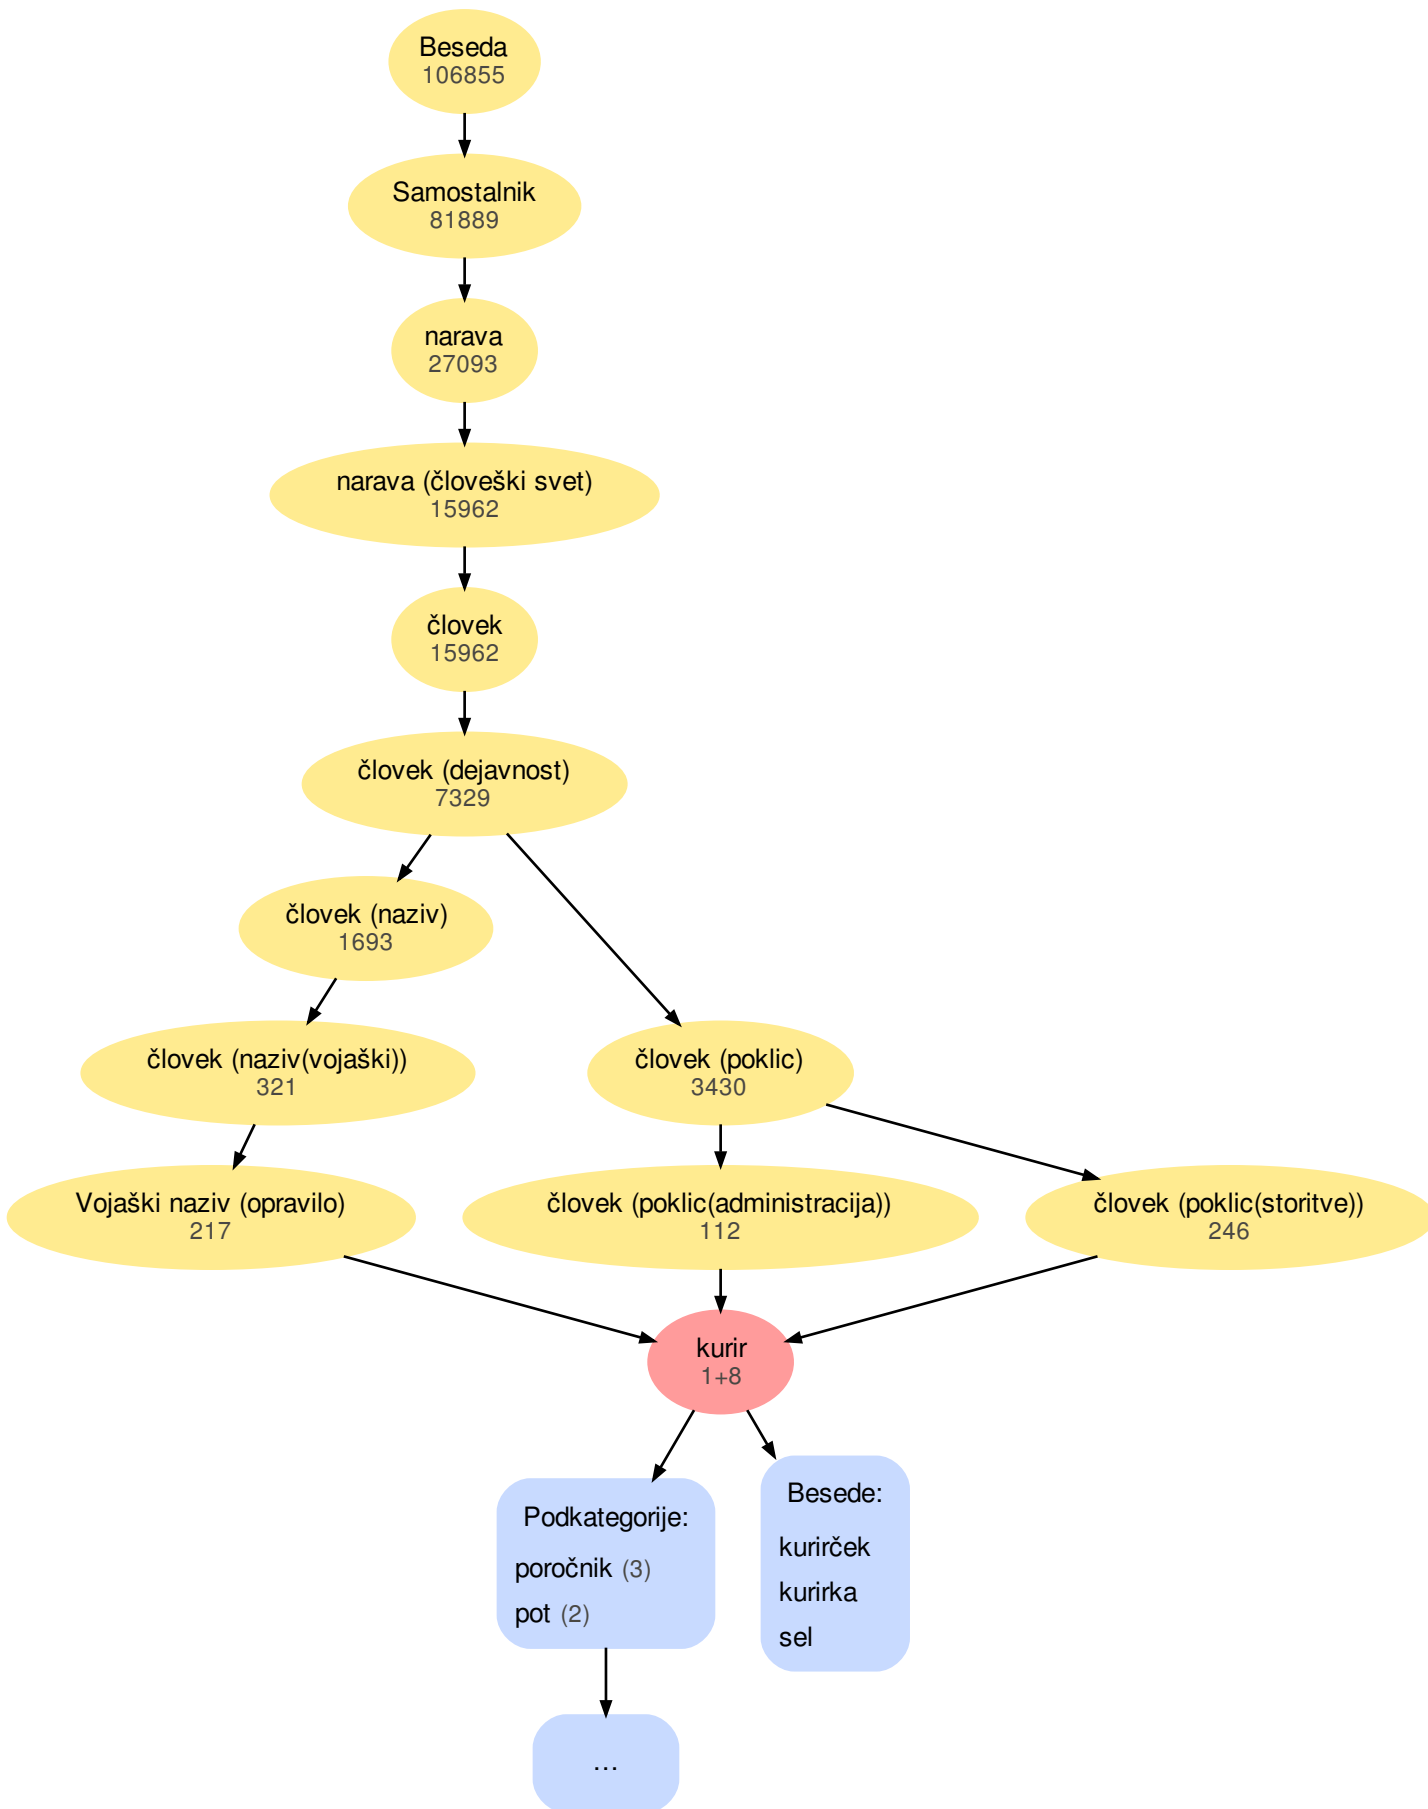 Beseda
106855
Samostalnik
81889
narava
27093
narava (človeški svet)
15962
človek
15962
človek (dejavnost)
7329
človek (naziv)
1693
človek (naziv(vojaški))
321
človek (poklic)
3430
Vojaški naziv (opravilo)
217
človek (poklic(administracija))
112
človek (poklic(storitve))
246
kurir
1+8
Podkategorije:
poročnik (3)
pot (2)
Besede:
kurirček
kurirka
sel
...